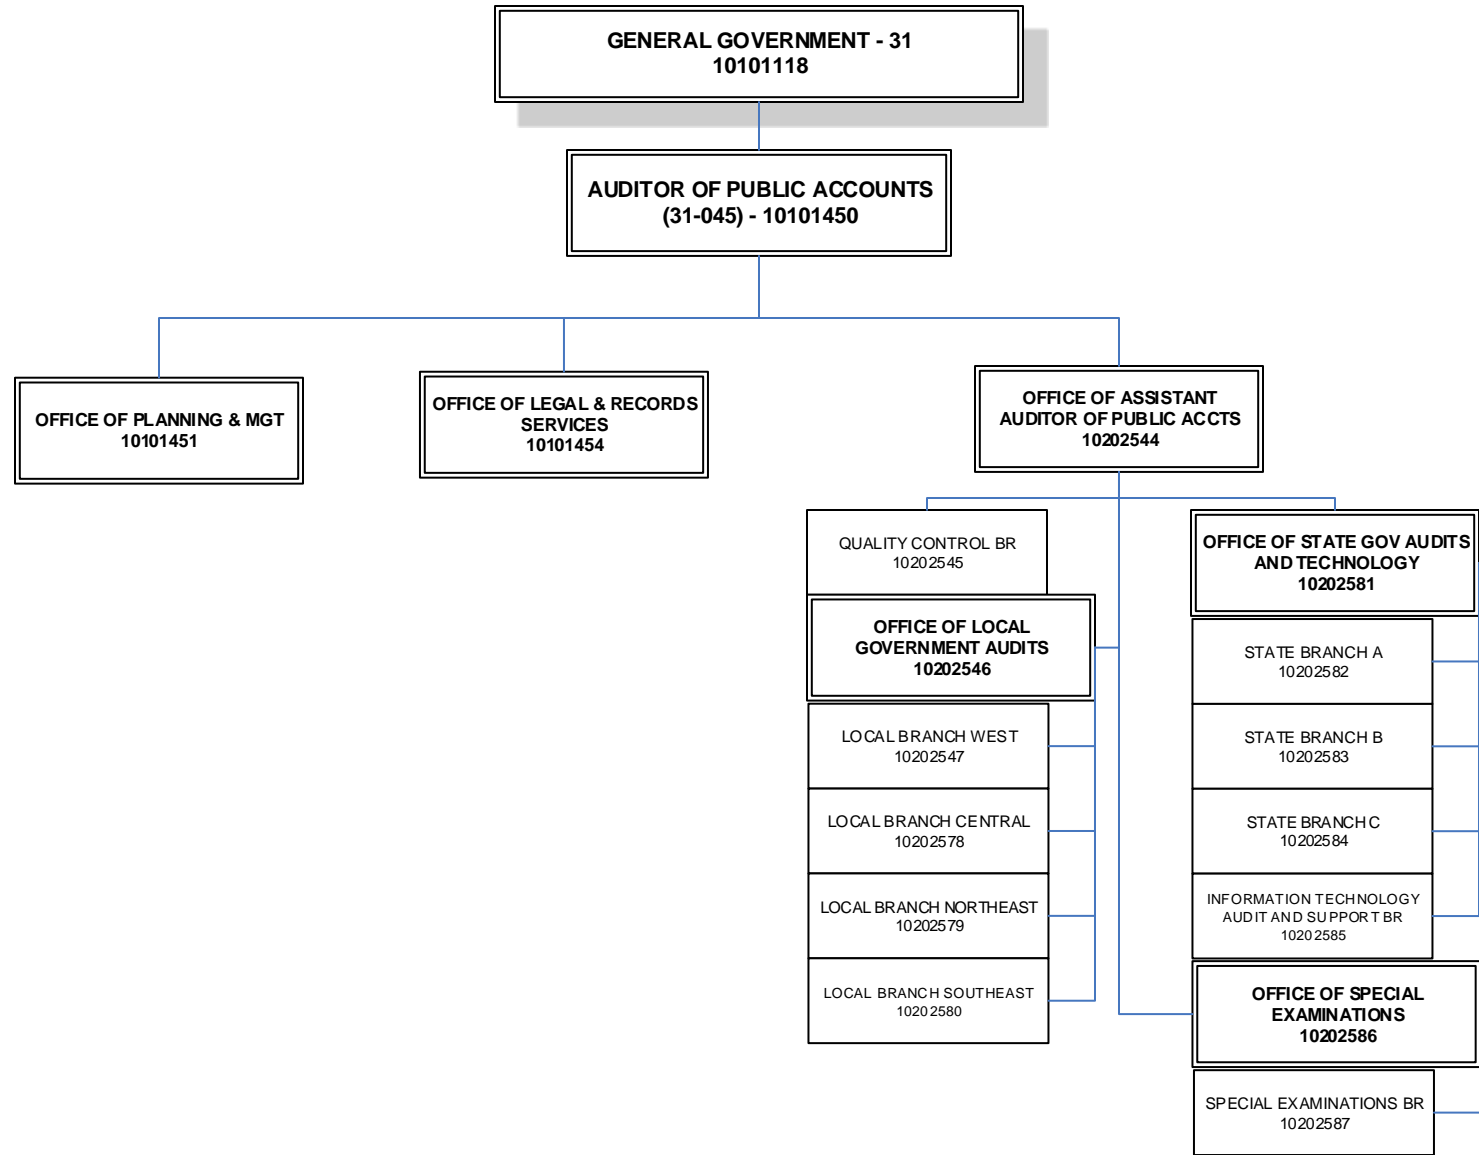 GENERAL GOVERNMENT - 31
10101118
AUDITOR OF PUBLIC ACCOUNTS
(31-045) - 10101450
OFFICE OF PLANNING & MGT
10101451
OFFICE OF LEGAL & RECORDS
SERVICES
10101454
OFFICE OF ASSISTANT
AUDITOR OF PUBLIC ACCTS
10202544
QUALITY CONTROL BR
10202545
OFFICE OF LOCAL
GOVERNMENT AUDITS
10202546
LOCAL BRANCH WEST
10202547
LOCAL BRANCH CENTRAL
10202578
LOCAL BRANCH NORTHEAST
10202579
LOCAL BRANCH SOUTHEAST
10202580
OFFICE OF STATE GOV AUDITS
AND TECHNOLOGY
10202581
STATE BRANCH A
10202582
STATE BRANCH B
10202583
STATE BRANCH C
10202584
INFORMATION TECHNOLOGY
AUDIT AND SUPPORT BR
10202585
OFFICE OF SPECIAL
EXAMINATIONS
10202586
SPECIAL EXAMINATIONS BR
10202587